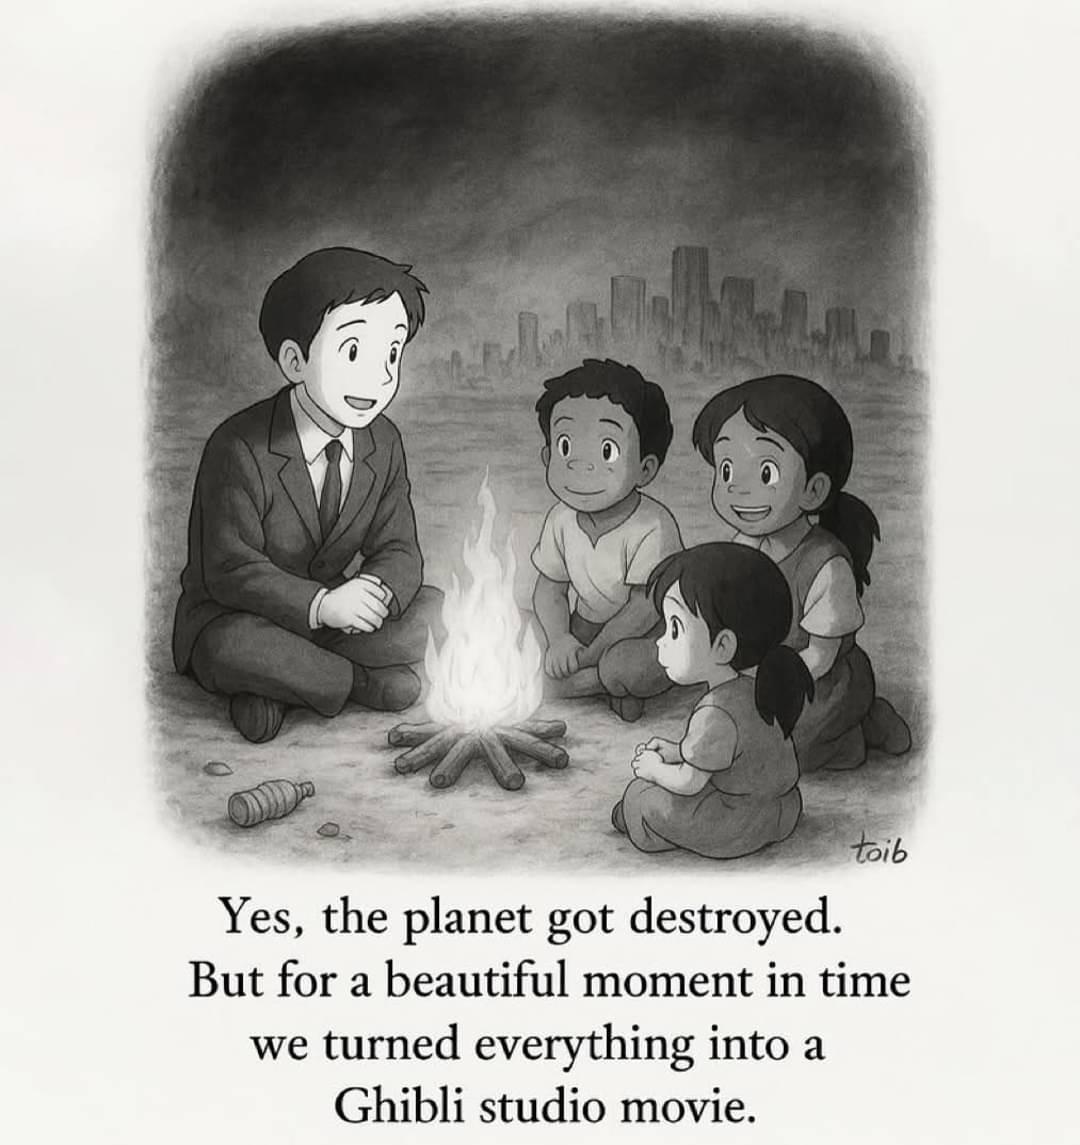 toib
Yes, the planet got destroyed.
But for a beautiful moment in time
we turned everything into a
Ghibli studio movie.